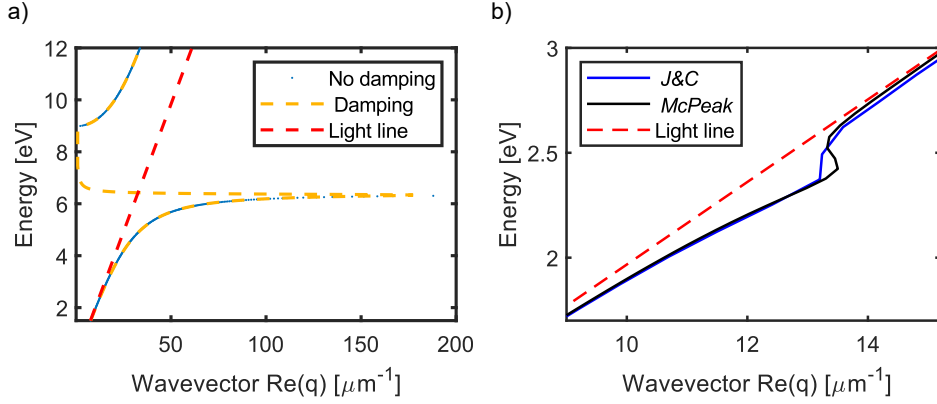 a)
12
10
8
6
4
2
50
100
150
200
Energy [eV]
Wavevector Re(q) [μm⁻¹]
No damping
Damping
Light line
b)
3
2.5
2
10
12
14
Energy [eV]
Wavevector Re(q) [μm⁻¹]
J&C
McPeak
Light line